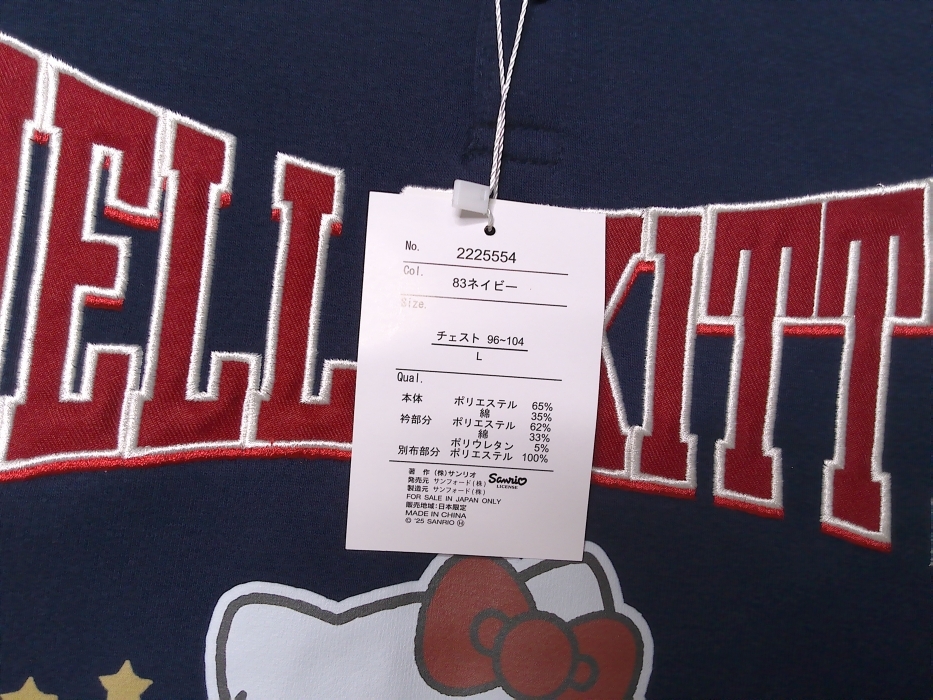 ELL KITT
No. 2225554
Col.
83ネイビー
Size.
チェスト 96~104
L
Qual.
本体 ポリエステル 65%
綿 35%
衿部分 ポリエステル 62%
綿 33%
ポリウレタン 5%
別布部分 ポリエステル 100%
著 作 (株)サンリオ
発売元 サンフォード(株)
製造元 サンフォード(株)
Sanrio
LICENSE
FOR SALE IN JAPAN ONLY
販売地域:日本限定
MADE IN CHINA
© '25 SANRIO Ⓗ